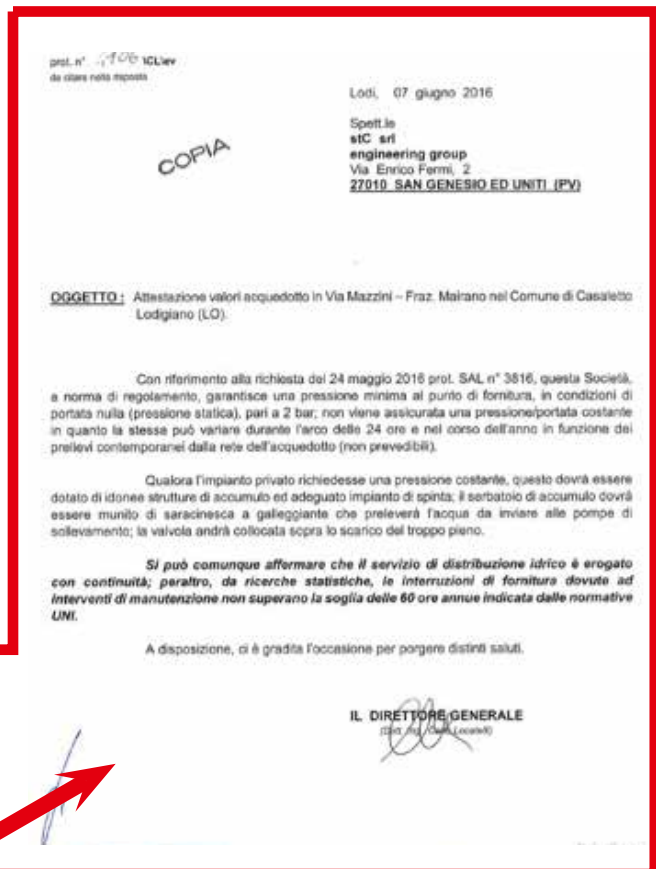 prot. n° 1CL/ev
da citare nella risposta
Lodi, 07 giugno 2016
COPIA
Spett.le
stC srl
engineering group
Via Enrico Fermi, 2
27010 SAN GENESIO ED UNITI (PV)
OGGETTO : Attestazione valori acquedotto in Via Mazzini – Fraz. Mairano nel Comune di Casaletto
Lodigiano (LO).
Con riferimento alla richiesta del 24 maggio 2016 prot. SAL n° 3816, questa Società,
a norma di regolamento, garantisce una pressione minima al punto di fornitura, in condizioni di
portata nulla (pressione statica), pari a 2 bar; non viene assicurata una pressione/portata costante
in quanto la stessa può variare durante l'arco delle 24 ore e nel corso dell'anno in funzione dei
prelievi contemporanei dalla rete dell'acquedotto (non prevedibili).
Qualora l'impianto privato richiedesse una pressione costante, questo dovrà essere
dotato di idonee strutture di accumulo ed adeguato impianto di spinta; il serbatoio di accumulo dovrà
essere munito di saracinesca a galleggiante che preleverà l'acqua da inviare alle pompe di
sollevamento; la valvola andrà collocata sopra lo scarico del troppo pieno.
Si può comunque affermare che il servizio di distribuzione idrico è erogato
con continuità; peraltro, da ricerche statistiche, le interruzioni di fornitura dovute ad
interventi di manutenzione non superano la soglia delle 60 ore annue indicata dalle normative
UNI.
A disposizione, ci è gradita l'occasione per porgere distinti saluti.
IL DIRETTORE GENERALE